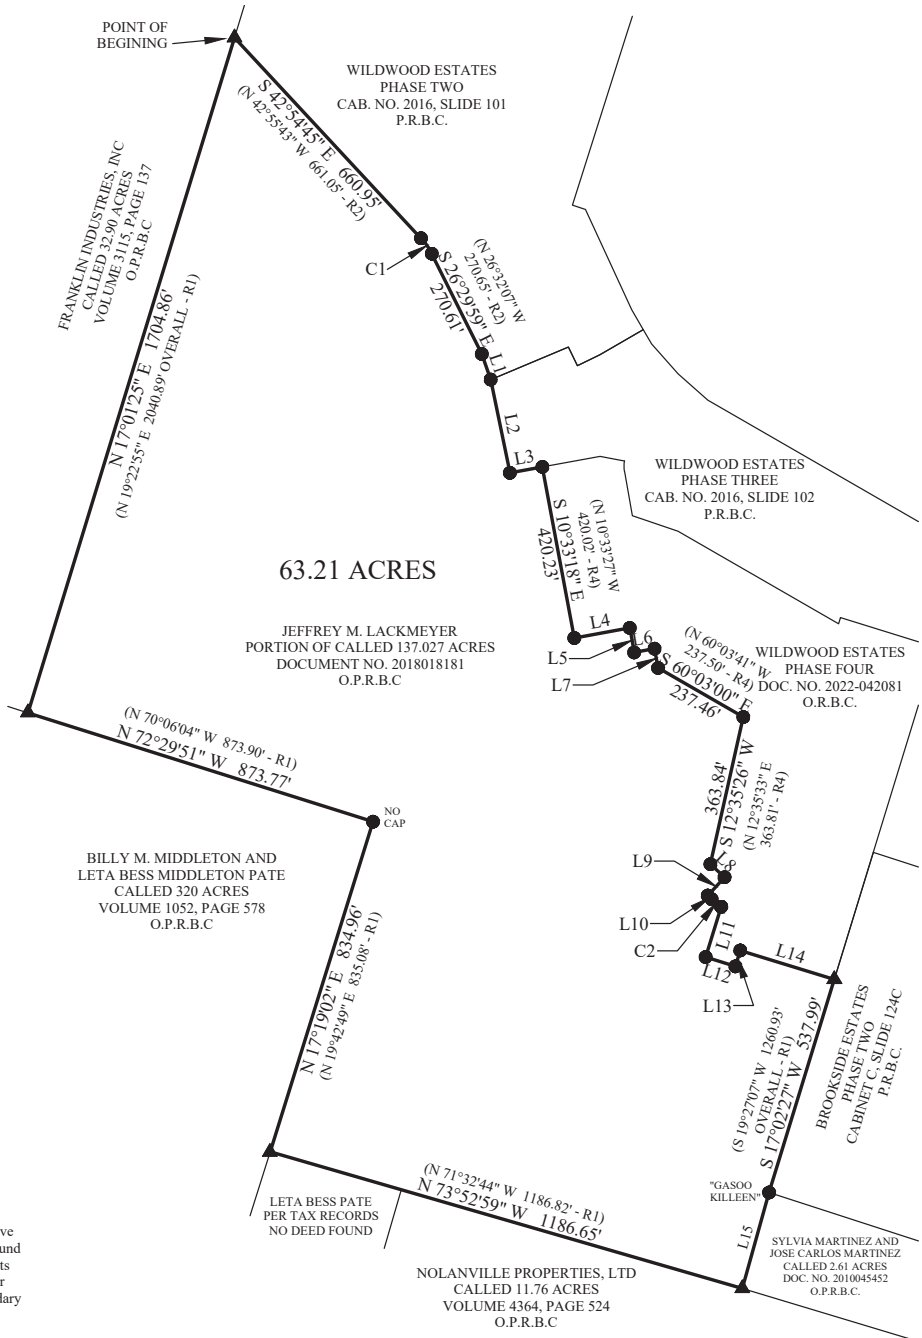 POINT OF
BEGINING
WILDWOOD ESTATES
PHASE TWO
CAB. NO. 2016, SLIDE 101
P.R.B.C.
S 42°54'45" E 660.95'
(N 42°55'43" W 661.05' - R2)
FRANKLIN INDUSTRIES, INC
CALLED 32.90 ACRES
VOLUME 3115, PAGE 137
O.P.R.B.C
N 17°01'25" E 1704.86'
(N 19°22'55" E 2040.89' OVERALL - R1)
C1
S 26°29'59" E
270.61'
(N 26°32'07" W
270.65' - R2)
L1
L2
L3
WILDWOOD ESTATES
PHASE THREE
CAB. NO. 2016, SLIDE 102
P.R.B.C.
S 10°33'18" E
420.23'
(N 10°33'27" W
420.02' - R4)
63.21 ACRES
JEFFREY M. LACKMEYER
PORTION OF CALLED 137.027 ACRES
DOCUMENT NO. 2018018181
O.P.R.B.C
L4
L5
L6
L7
(N 60°03'41" W
237.50' - R4)
S 60°03'00" E
237.46'
WILDWOOD ESTATES
PHASE FOUR
DOC. NO. 2022-042081
O.R.B.C.
(N 70°06'04" W 873.90' - R1)
N 72°29'51" W 873.77'
NO
CAP
363.84'
S 12°35'26" W
(N 12°35'33" E
363.81' - R4)
BILLY M. MIDDLETON AND
LETA BESS MIDDLETON PATE
CALLED 320 ACRES
VOLUME 1052, PAGE 578
O.P.R.B.C
L8
L9
L10
C2
L11
L12
L13
L14
N 17°19'02" E 834.96'
(N 19°42'49" E 835.08' - R1)
(S 19°27'07" W 1260.93'
OVERALL - R1)
S 17°02'27" W 537.99'
BROOKSIDE ESTATES
PHASE TWO
CABINET C, SLIDE 124C
P.R.B.C.
"GASOO
KILLEEN"
(N 71°32'44" W 1186.82' - R1)
N 73°52'59" W 1186.65'
LETA BESS PATE
PER TAX RECORDS
NO DEED FOUND
L15
SYLVIA MARTINEZ AND
JOSE CARLOS MARTINEZ
CALLED 2.61 ACRES
DOC. NO. 2010045452
O.P.R.B.C.
NOLANVILLE PROPERTIES, LTD
CALLED 11.76 ACRES
VOLUME 4364, PAGE 524
O.P.R.B.C
ve
und
ts
r
dary